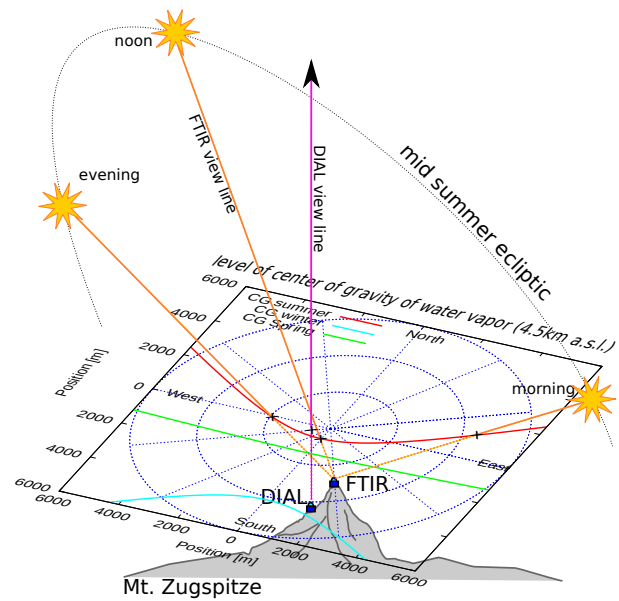 noon
evening
FTIR view line
DIAL view line
mid summer ecliptic
level of center of gravity of water vapor (4.5km a.s.l.)
6000
CG summer
CG winter
CG Spring
North
4000
2000
Position [m]
0
West
morning
2000
East
4000
FTIR
DIAL
6000
6000
4000
2000
South
0
Position [m]
2000
4000
6000
Mt. Zugspitze